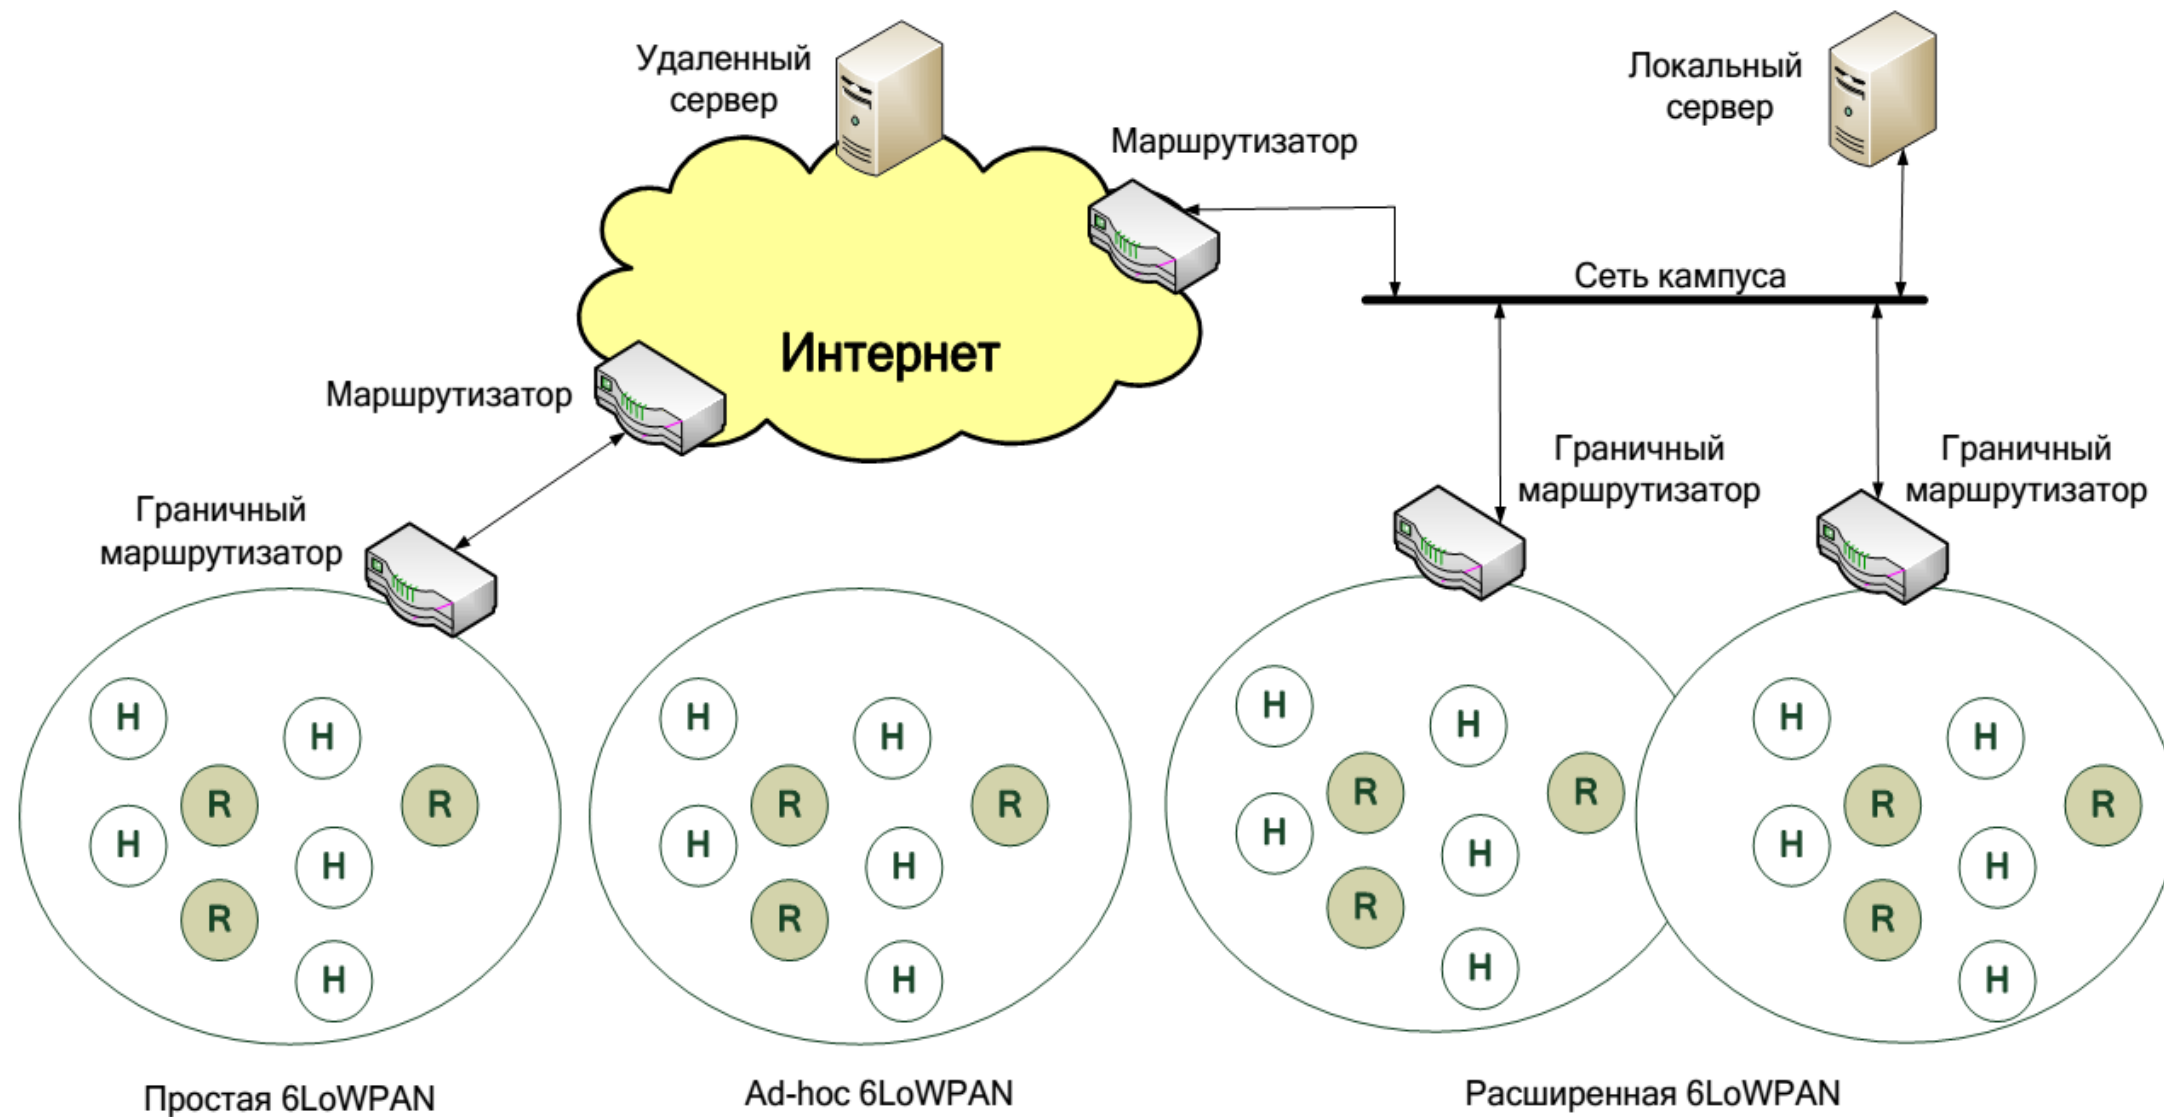 Удаленный
сервер
Локальный
сервер
Маршрутизатор
Сеть кампуса
Интернет
Маршрутизатор
Граничный
маршрутизатор
Граничный
маршрутизатор
Граничный
маршрутизатор
H
H
R
R
H
H
R
H
H
H
R
R
H
H
R
H
H
H
R
R
H
H
R
H
H
H
R
R
H
H
R
H
Простая 6LoWPAN
Ad-hoc 6LoWPAN
Расширенная 6LoWPAN